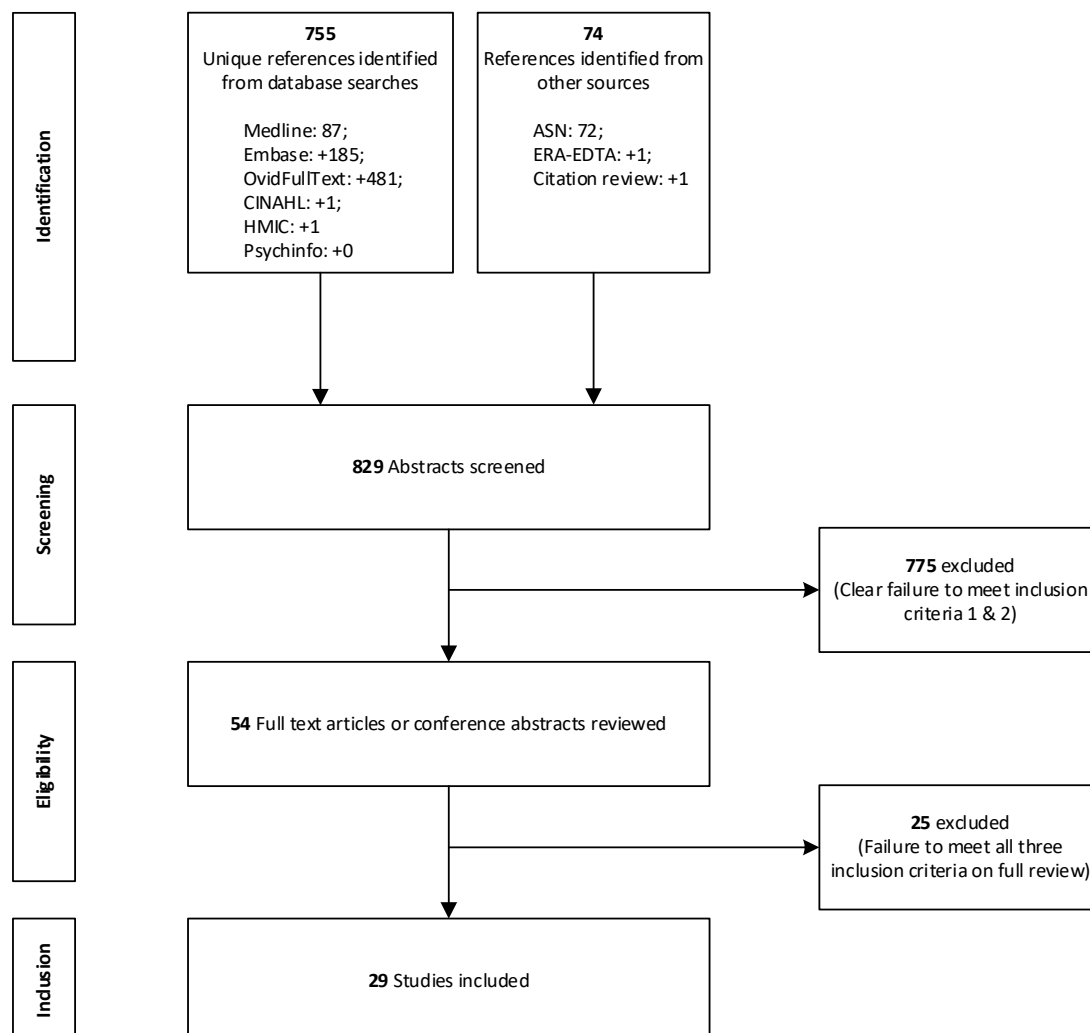 Identification
755
Unique references identified
from database searches
Medline: 87;
Embase: +185;
OvidFullText: +481;
CINAHL: +1;
HMIC: +1
Psychinfo: +0
74
References identified from
other sources
ASN: 72;
ERA-EDTA: +1;
Citation review: +1
Screening
829 Abstracts screened
775 excluded
(Clear failure to meet inclusion
criteria 1 & 2)
Eligibility
54 Full text articles or conference abstracts reviewed
25 excluded
(Failure to meet all three
inclusion criteria on full review)
Inclusion
29 Studies included